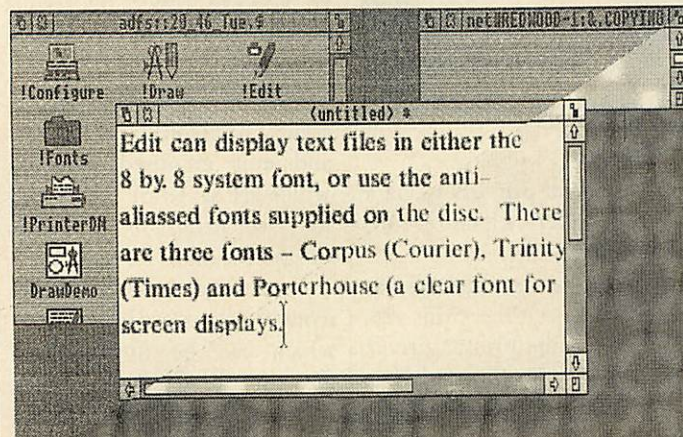 adfs::20_46_Tue.$
net#REDWOOD-1:&.COPYING
!Configure
!Draw
!Edit
<untitled> *
!Fonts
Edit can display text files in either the
8 by. 8 system font, or use the anti-
aliassed fonts supplied on the disc. There
!PrinterDM
are three fonts – Corpus (Courier), Trinity
DrawDemo
(Times) and Porterhouse (a clear font for
screen displays.